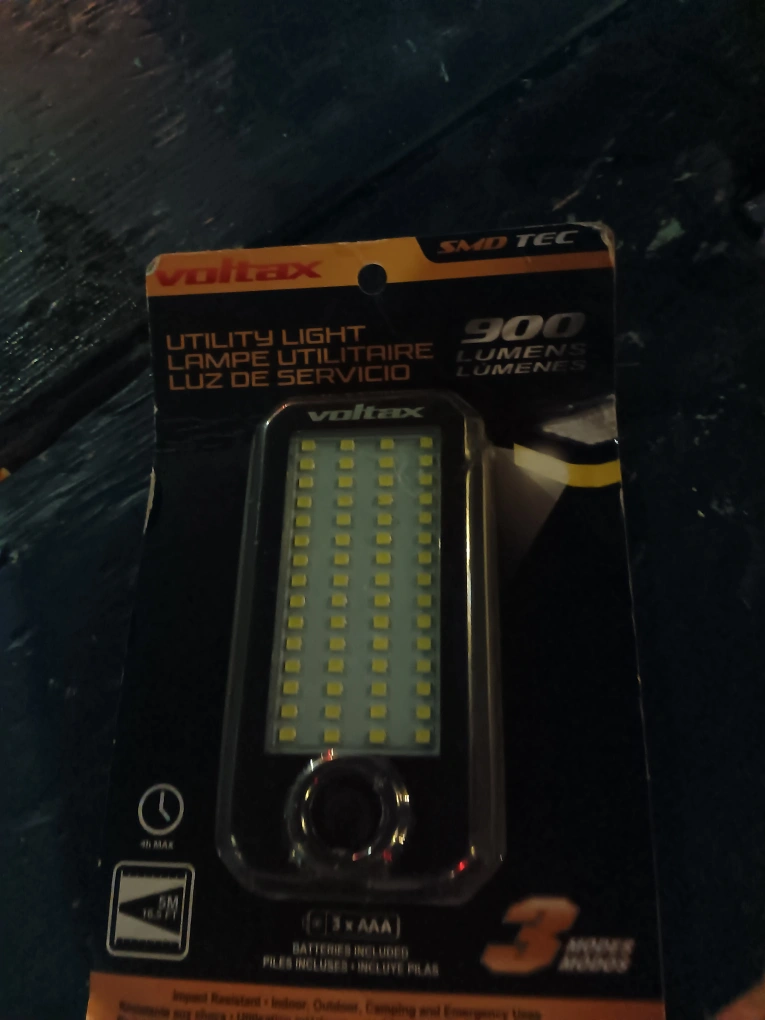 voltax
SMD TEC
UTILITY LIGHT
LAMPE UTILITAIRE
LUZ DE SERVICIO
900
LUMENS
LÚMENES
voltax
4h MAX
5M
16.5 FT
3 x AAA
BATTERIES INCLUDED
PILES INCLUSES • INCLUYE PILAS
3
MODES
MODOS
Impact Resistant • Indoor, Outdoor, Camping and Emergency Uses